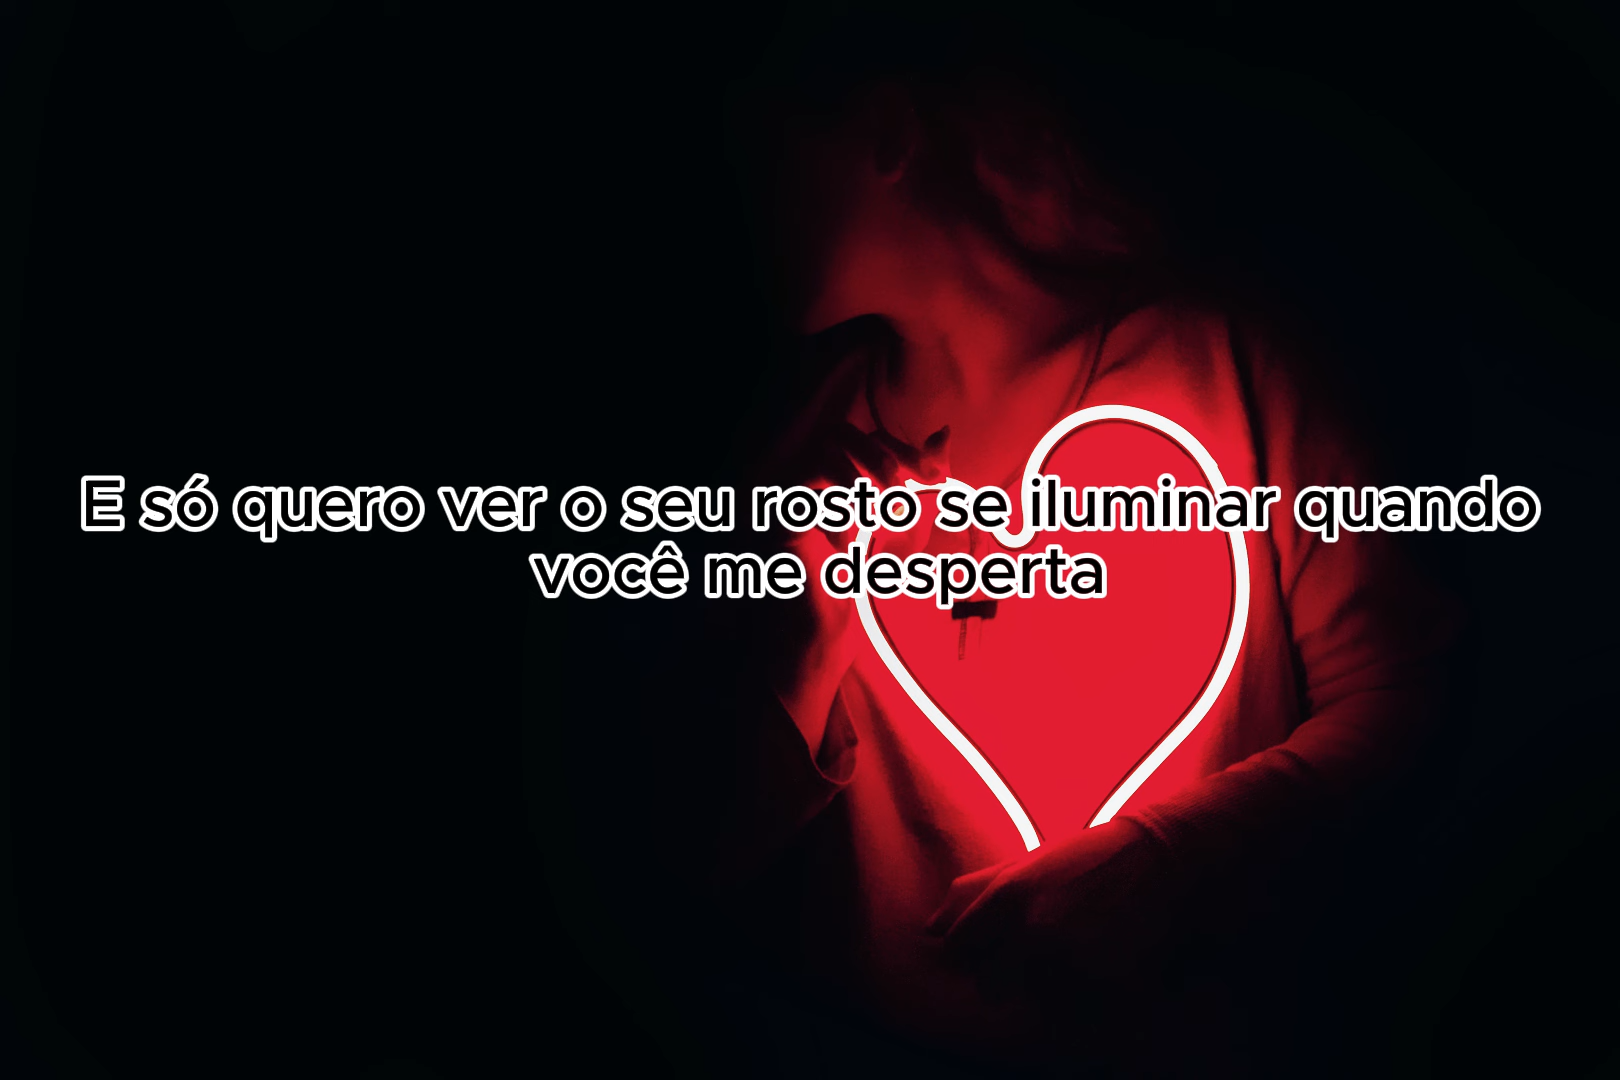 E só quero ver o seu rosto se iluminar quando
você me desperta